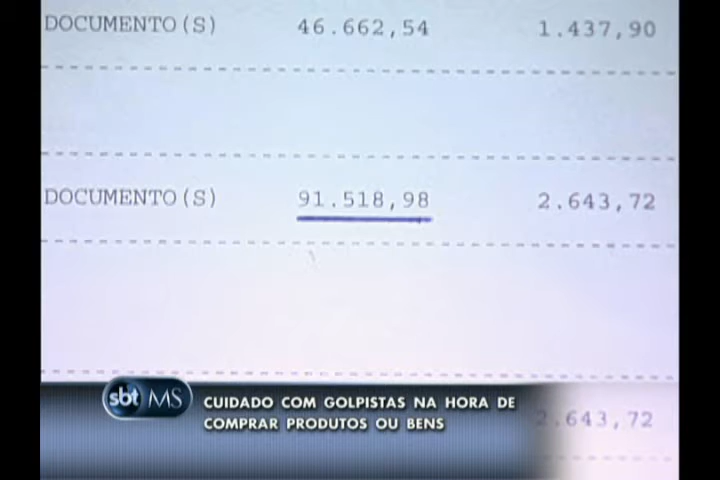 DOCUMENTO(S) 46.662,54 1.437,90
DOCUMENTO(S) 91.518,98 2.643,72
2.643,72
sbt MS
CUIDADO COM GOLPISTAS NA HORA DE
COMPRAR PRODUTOS OU BENS